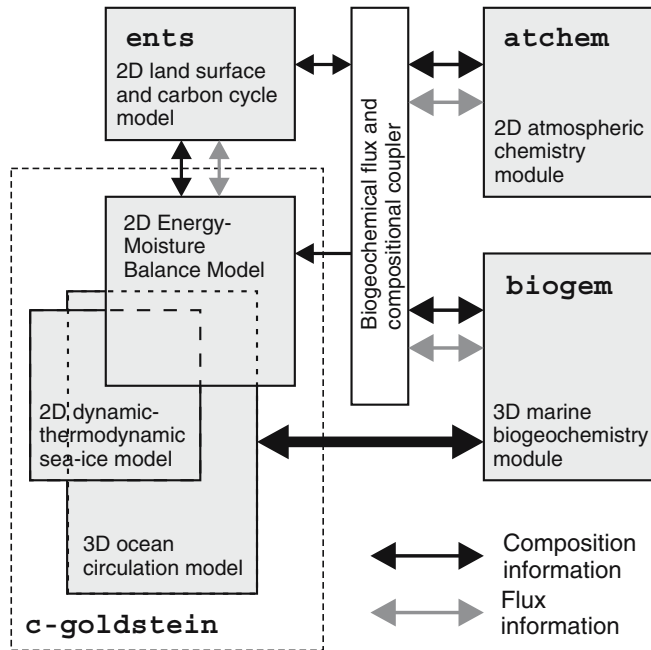 ents
2D land surface
and carbon cycle
model
atchem
2D atmospheric
chemistry
module
Biogeochemical flux and
compositional coupler
2D Energy-
Moisture
Balance Model
biogem
3D marine
biogeochemistry
module
2D dynamic-
thermodynamic
sea-ice model
3D ocean
circulation model
c-goldstein
Composition
information
Flux
information